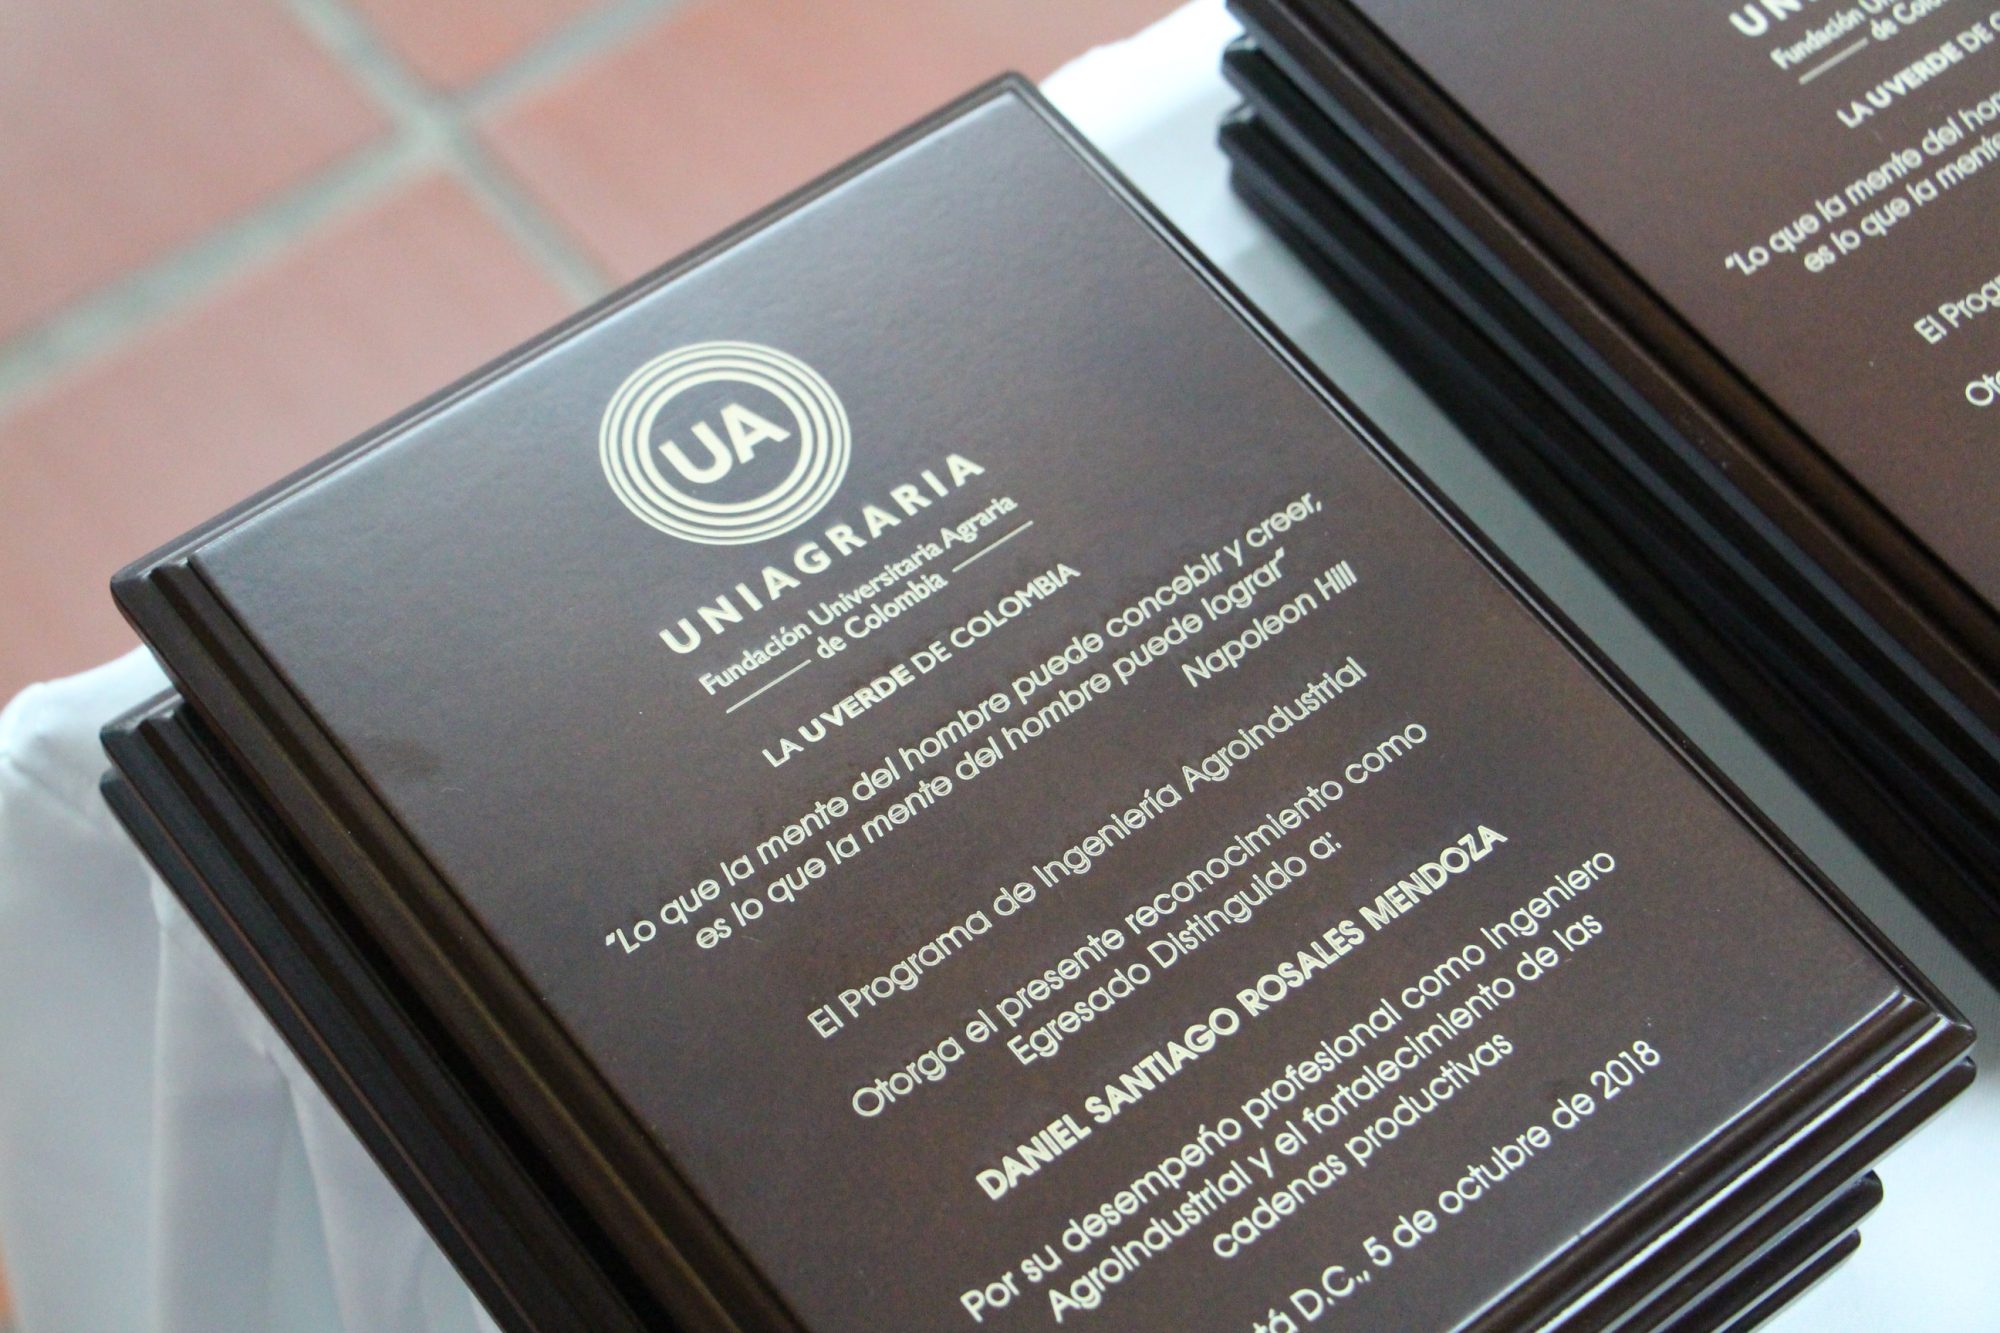 UA
UNIAGRARIA
Fundación Universitaria Agraria
de Colombia
LA UVERDE DE COLOMBIA
"Lo que la mente del hombre puede concebir y creer,
es lo que la mente del hombre puede lograr"
Napoleon Hill
El Programa de Ingeniería Agroindustrial
Otorga el presente reconocimiento como
Egresado Distinguido a:
DANIEL SANTIAGO ROSALES MENDOZA
Por su desempeño profesional como Ingeniero
Agroindustrial y el fortalecimiento de las
cadenas productivas
D.C., 5 de octubre de 2018
de Colom
LA UVERDE DE
"Lo que la mente del
es lo que la
El